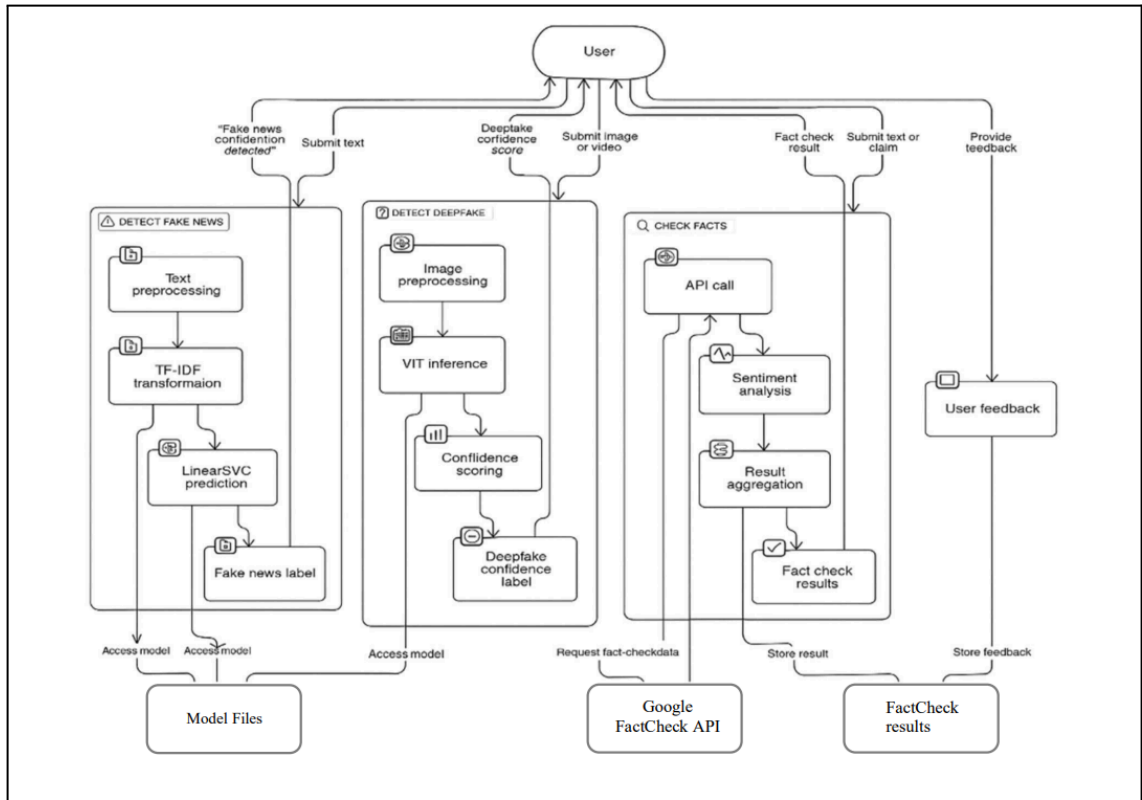 User
"Fake news
confidention
detected"
Submit text
Deeptake
corfidence
score
Submit image
or video
Fact check
result
Submit text or
claim
Provide
feedback
DETECT FAKE NEWS
Text
preprocessing
TF-IDF
transformaion
LinearSVC
prediction
Fake news label
DETECT DEEPFAKE
Image
preprocessing
VIT inference
Conflidence
scoring
Deepfake
confidence
label
CHECK FACTS
API call
Sentiment
analysis
Result
aggregation
Fact check
results
User feedback
Access model
Access model
Access model
Request fact-checkdata
Store result
Store feedback
Model Files
Google
FactCheck API
FactCheck
results